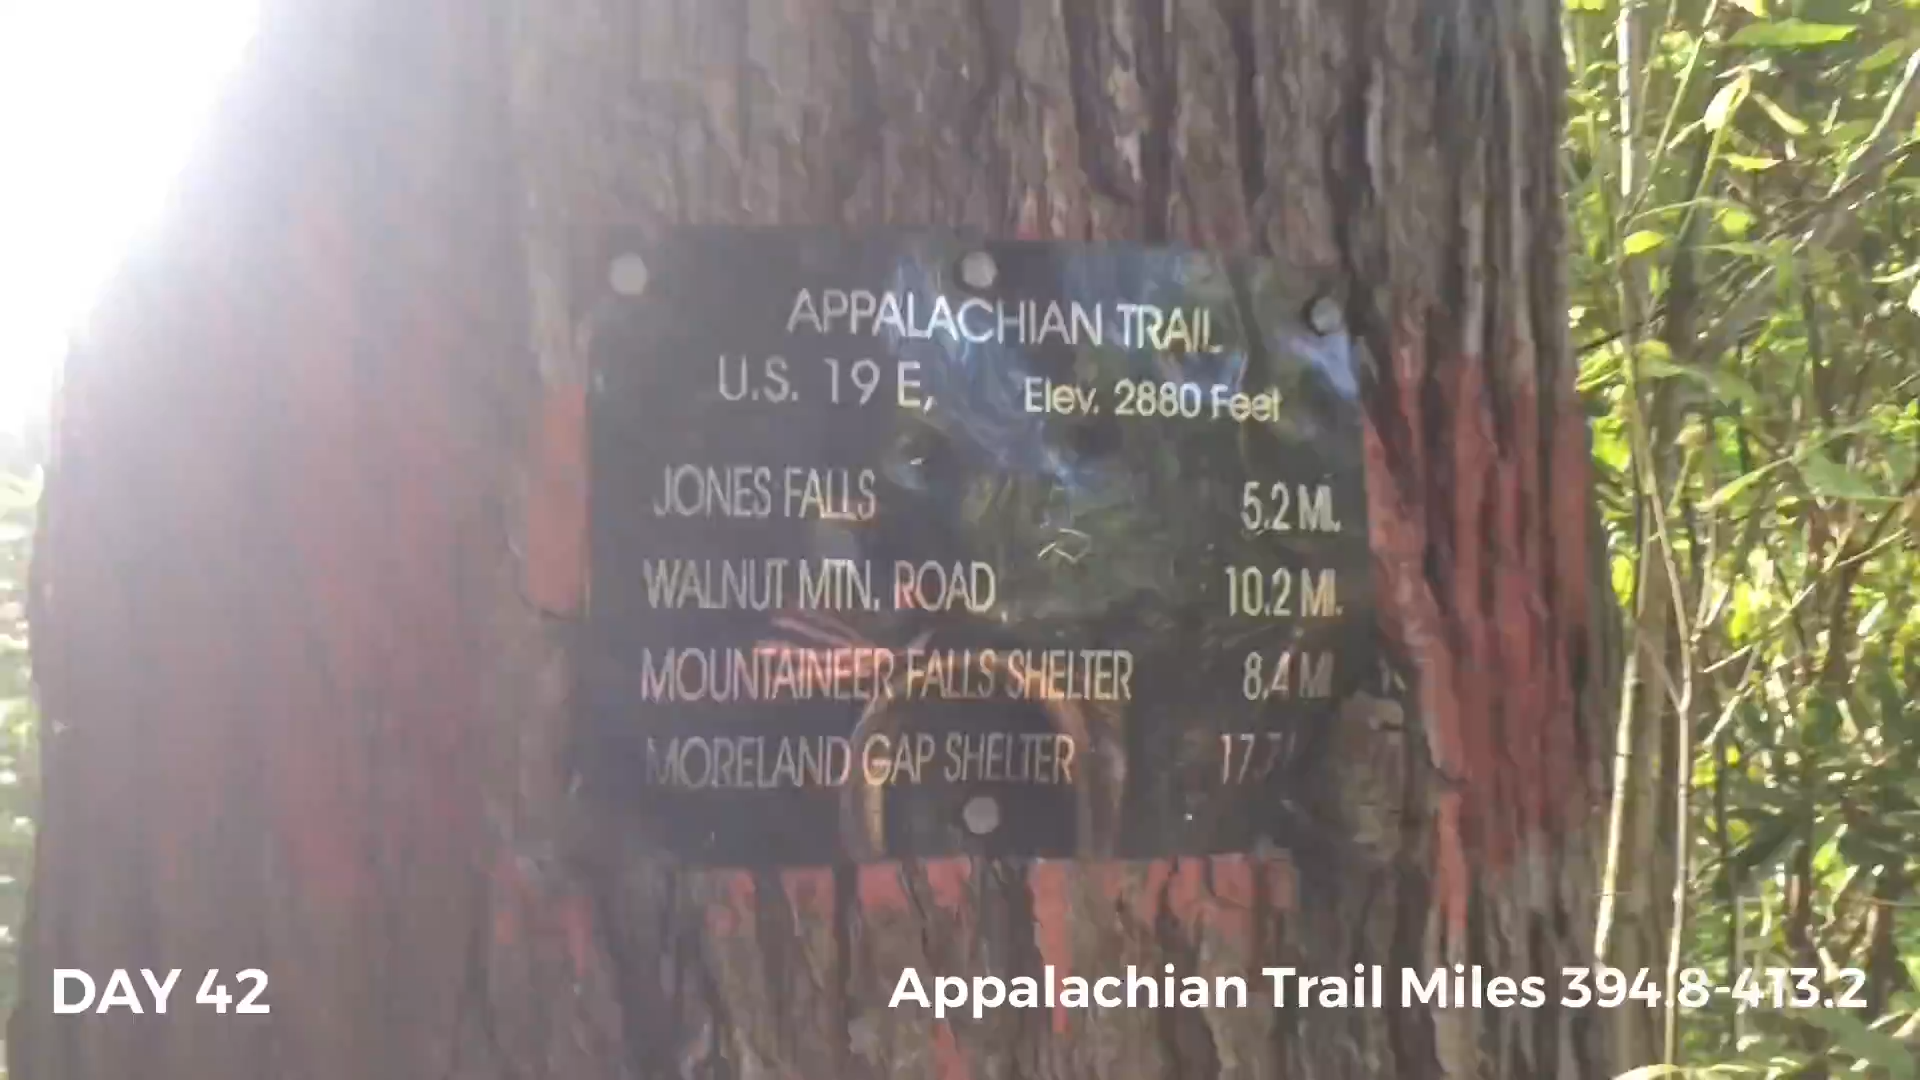 APPALACHIAN TRAIL
U.S. 19 E, Elev. 2880 Feet
JONES FALLS 5.2 MI.
WALNUT MTN. ROAD 10.2 MI.
MOUNTAINEER FALLS SHELTER 8.4 MI
MORELAND GAP SHELTER
DAY 42
Appalachian Trail Miles 394.8-413.2